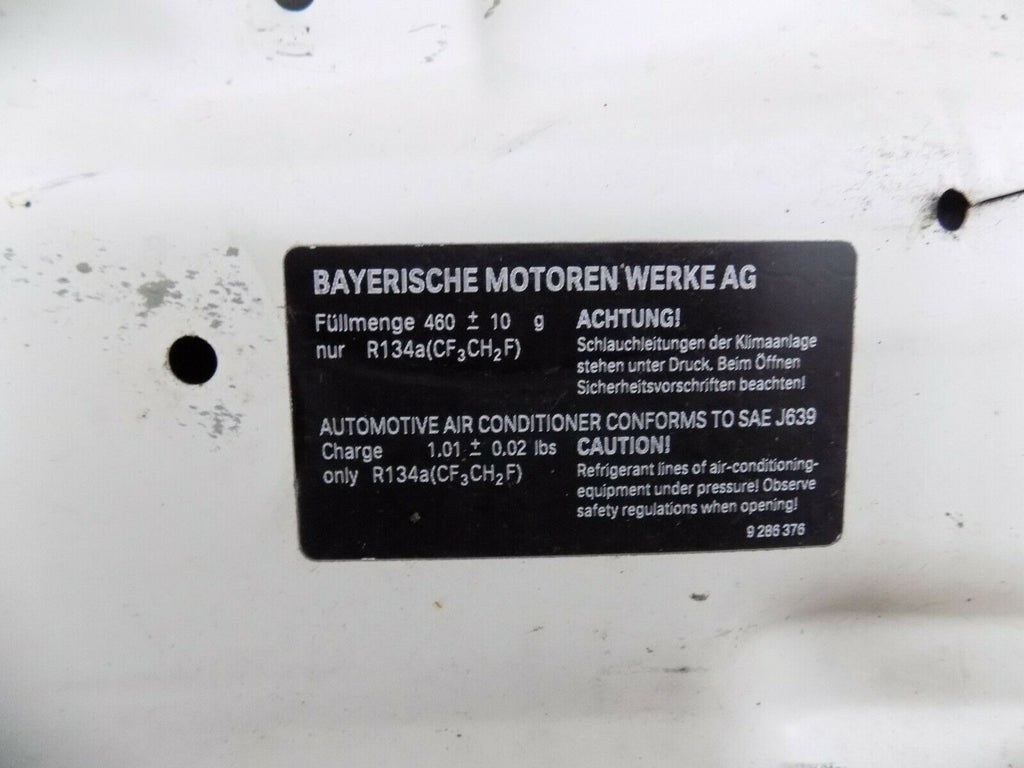 BAYERISCHE MOTOREN WERKE AG
Füllmenge 460 ± 10 g
nur R134a(CF₃CH₂F)
ACHTUNG!
Schlauchleitungen der Klimaanlage
stehen unter Druck. Beim Öffnen
Sicherheitsvorschriften beachten!
AUTOMOTIVE AIR CONDITIONER CONFORMS TO SAE J639
Charge 1.01 ± 0.02 lbs
only R134a(CF₃CH₂F)
CAUTION!
Refrigerant lines of air-conditioning-
equipment under pressure! Observe
safety regulations when opening!
9 286 376